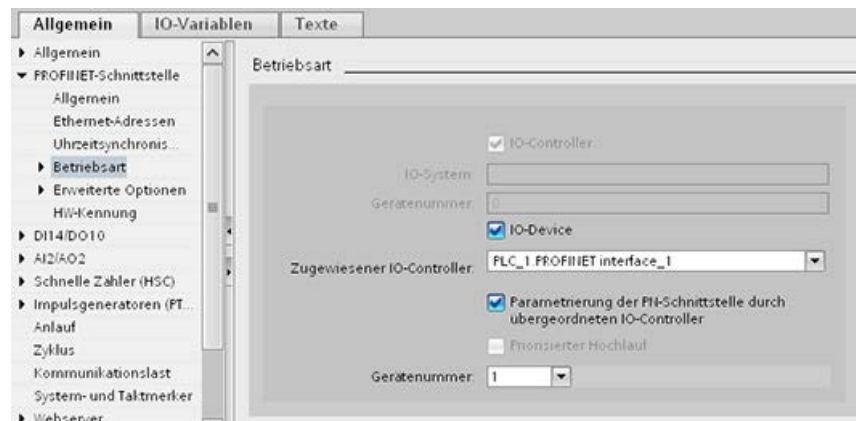 Allgemein IO-Variablen Texte
Allgemein
PROFINET-Schnittstelle
Allgemein
Ethernet-Adressen
Uhrzeitsynchronis...
Betriebsart
Erweiterte Optionen
HW-Kennung
DI14/DO10
AI2/AO2
Schnelle Zähler (HSC)
Impulsgeneratoren (PT...
Anlauf
Zyklus
Kommunikationslast
System- und Taktmerker
Webserver
Betriebsart
IO-Controller
IO-System:
Gerätenummer: 0
IO-Device
Zugewiesener IO-Controller: PLC_1.PROFINET interface_1
Parametrierung der PN-Schnittstelle durch
übergeordneten IO-Controller
Priorisierter Hochlauf
Gerätenummer: 1